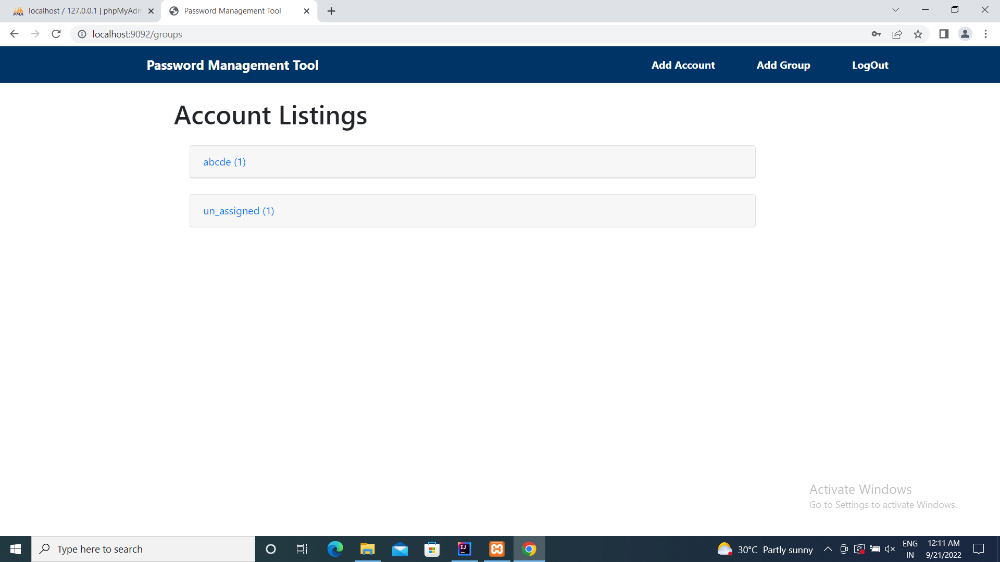 localhost / 127.0.0.1 | phpMyAdm
Password Management Tool
localhost:9092/groups
Password Management Tool
Add Account
Add Group
LogOut
Account Listings
abcde (1)
un_assigned (1)
Activate Windows
Go to Settings to activate Windows.
Type here to search
30°C Partly sunny
ENG
IN
12:11 AM
9/21/2022